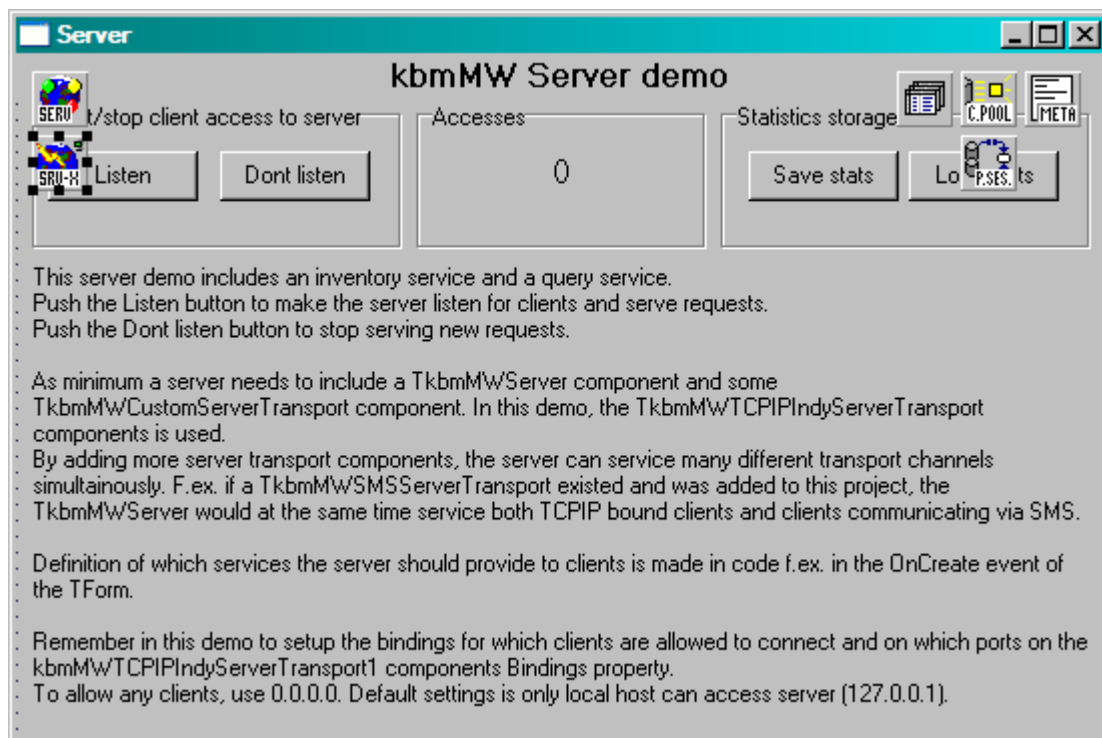 Server
kbmMW Server demo
SERV
C.POOL
META
t/stop client access to server
Accesses
Statistics storage
SRV-X
Listen
Dont listen
0
Save stats
Lo
P.SES.
ts
This server demo includes an inventory service and a query service.
Push the Listen button to make the server listen for clients and serve requests.
Push the Dont listen button to stop serving new requests.
As minimum a server needs to include a TkbmMWServer component and some
TkbmMWCustomServerTransport component. In this demo, the TkbmMWTCPIPIndyServerTransport
components is used.
By adding more server transport components, the server can service many different transport channels
simultainously. F.ex. if a TkbmMWSMSServerTransport existed and was added to this project, the
TkbmMWServer would at the same time service both TCPIP bound clients and clients communicating via SMS.
Definition of which services the server should provide to clients is made in code f.ex. in the OnCreate event of
the TForm.
Remember in this demo to setup the bindings for which clients are allowed to connect and on which ports on the
kbmMWTCPIPIndyServerTransport1 components Bindings property.
To allow any clients, use 0.0.0.0. Default settings is only local host can access server (127.0.0.1).